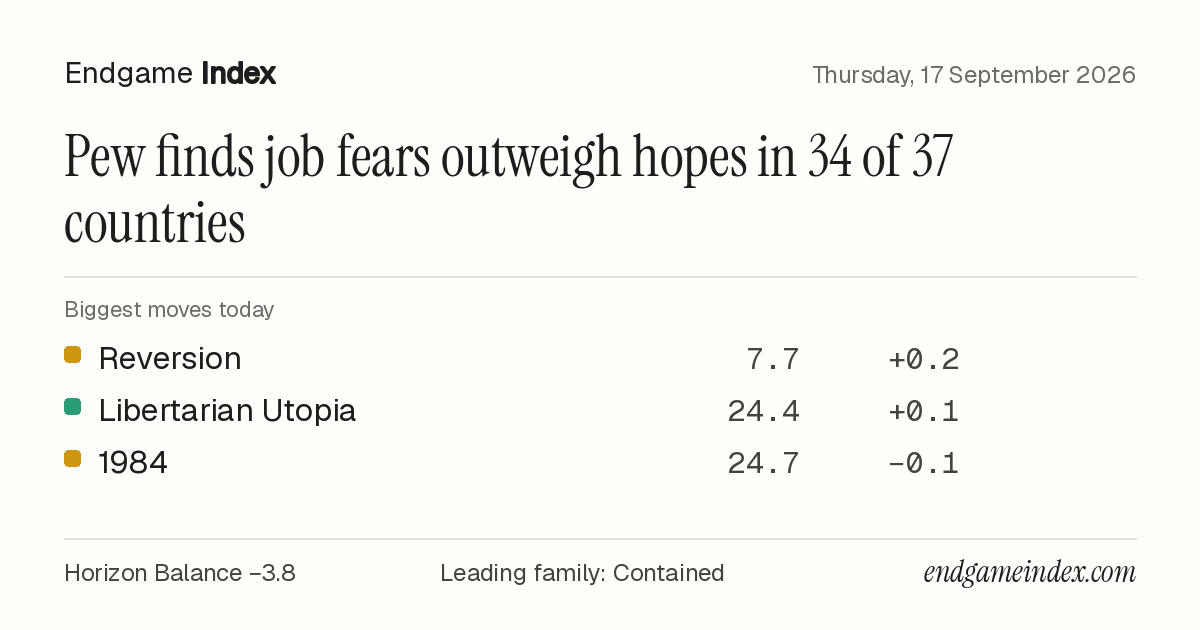 Endgame Index
Thursday, 17 September 2026
Pew finds job fears outweigh hopes in 34 of 37
countries
Biggest moves today
Reversion 7.7 +0.2
Libertarian Utopia 24.4 +0.1
1984 24.7 −0.1
Horizon Balance −3.8
Leading family: Contained
endgameindex.com